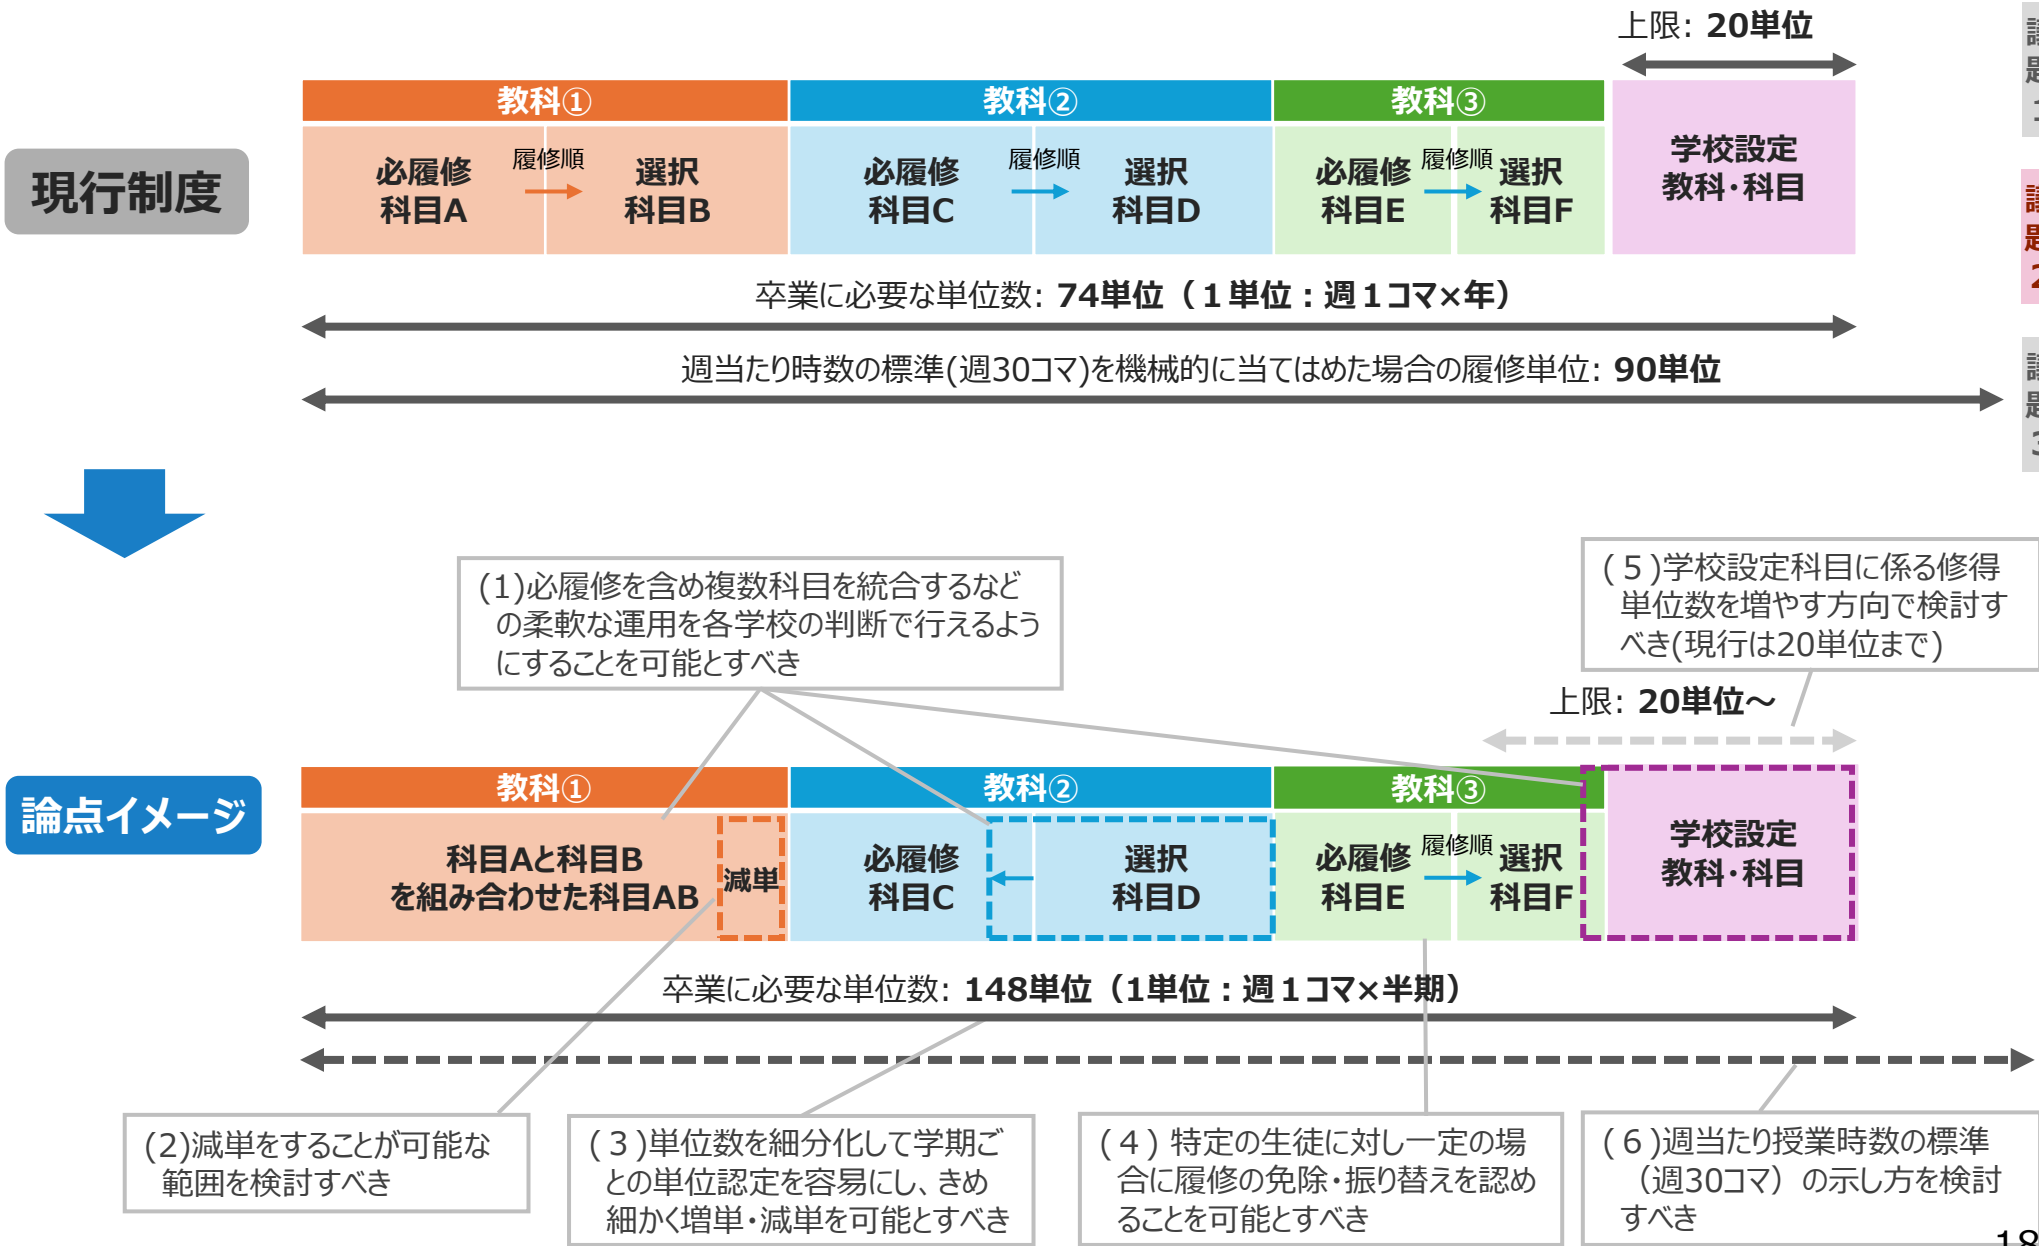 上限: 20単位
教科①
教科②
教科③
現行制度
必履修
科目A
履修順
選択
科目B
必履修
科目C
履修順
選択
科目D
必履修
科目E
履修順
選択
科目F
学校設定
教科・科目
卒業に必要な単位数: 74単位（１単位：週１コマ×年）
週当たり時数の標準(週30コマ)を機械的に当てはめた場合の履修単位: 90単位
(1)必履修を含め複数科目を統合するなど
の柔軟な運用を各学校の判断で行えるよう
にすることを可能とすべき
(５)学校設定科目に係る修得
単位数を増やす方向で検討す
べき(現行は20単位まで)
上限: 20単位～
論点イメージ
教科①
教科②
教科③
科目Aと科目B
を組み合わせた科目AB
減単
必履修
科目C
選択
科目D
必履修
科目E
履修順
選択
科目F
学校設定
教科・科目
卒業に必要な単位数: 148単位（1単位：週１コマ×半期）
(2)減単をすることが可能な
範囲を検討すべき
(３)単位数を細分化して学期ご
との単位認定を容易にし、きめ
細かく増単・減単を可能とすべき
(４) 特定の生徒に対し一定の場
合に履修の免除・振り替えを認め
ることを可能とすべき
(６)週当たり授業時数の標準
（週30コマ）の示し方を検討
すべき
18